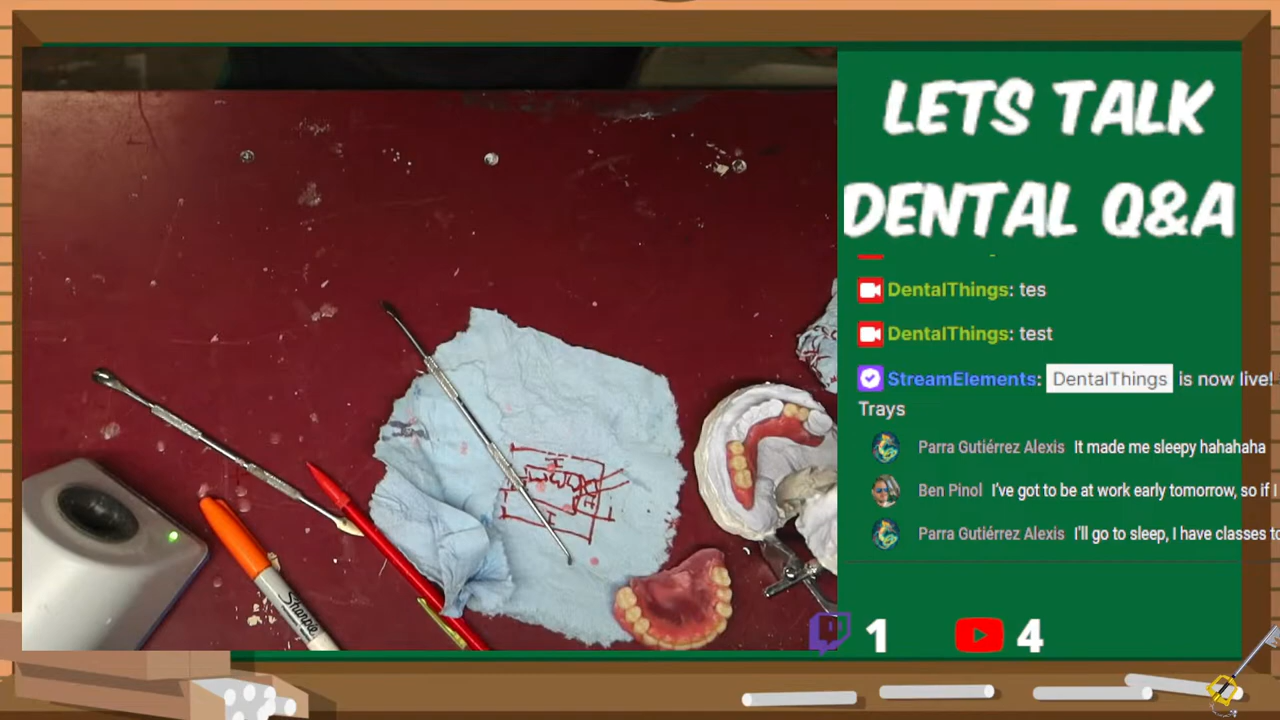 LETS TALK
DENTAL Q&A
DentalThings: tes
DentalThings: test
StreamElements: DentalThings is now live!
Trays
Parra Gutiérrez Alexis It made me sleepy hahahaha
Ben Pinol I've got to be at work early tomorrow, so if I
Parra Gutiérrez Alexis I'll go to sleep, I have classes to
Sharpie
1
4